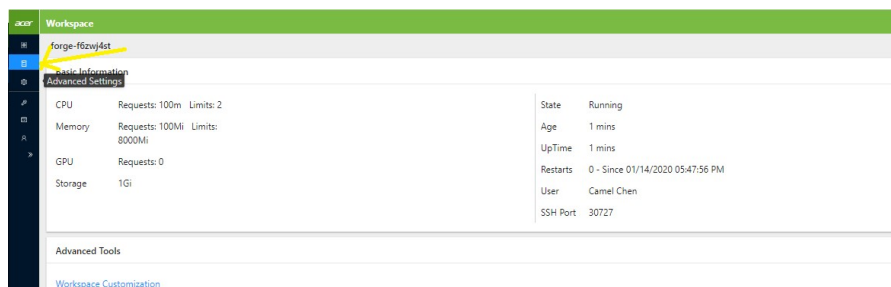 acer Workspace
forge-f6zwj4st
Basic Information
Advanced Settings
CPU Requests: 100m Limits: 2
Memory Requests: 100Mi Limits:
8000Mi
GPU Requests: 0
Storage 1Gi
State Running
Age 1 mins
UpTime 1 mins
Restarts 0 - Since 01/14/2020 05:47:56 PM
User Camel Chen
SSH Port 30727
Advanced Tools
Workspace Customization